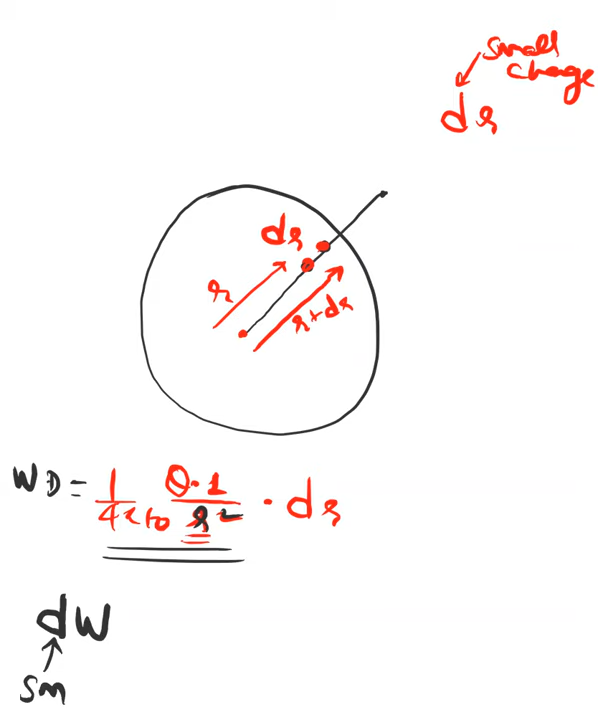 small
change
dr
dr
r
r+dr
WD = 1/4πε0 Q·1/r² · dr
dW
sm